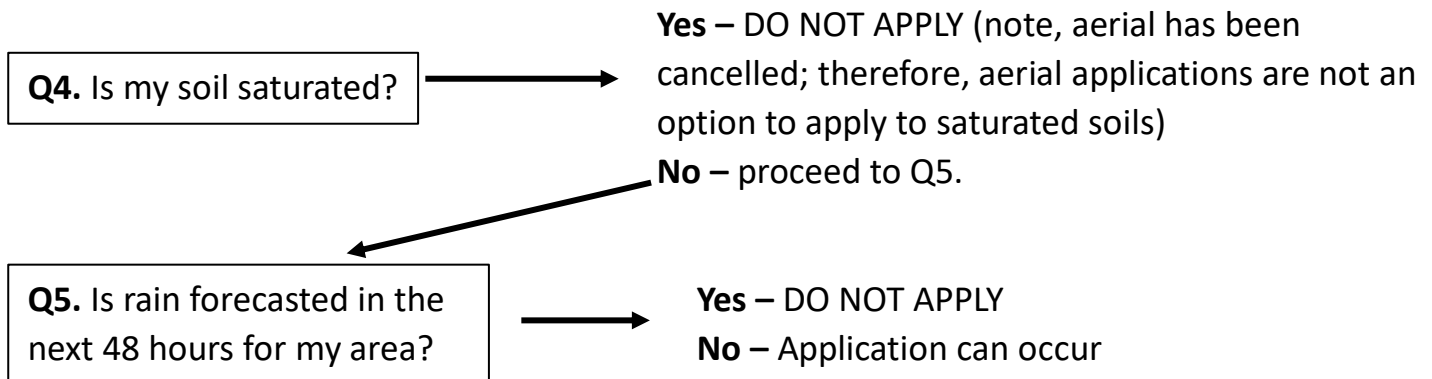 Q4. Is my soil saturated?
Yes – DO NOT APPLY (note, aerial has been
cancelled; therefore, aerial applications are not an
option to apply to saturated soils)
No – proceed to Q5.
Q5. Is rain forecasted in the
next 48 hours for my area?
Yes – DO NOT APPLY
No – Application can occur